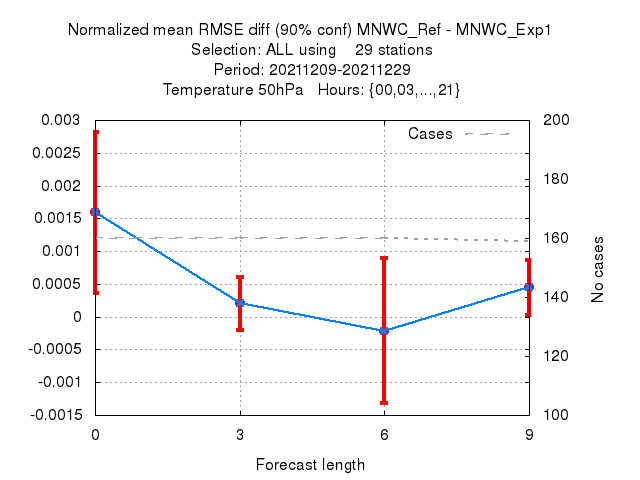 Normalized mean RMSE diff (90% conf) MNWC_Ref - MNWC_Exp1
Selection: ALL using    29 stations
Period: 20211209-20211229
Temperature 50hPa   Hours: {00,03,...,21}
Cases
0.003
0.0025
0.002
0.0015
0.001
0.0005
0
-0.0005
-0.001
-0.0015
200
180
160
140
120
100
No cases
0 3 6 9
Forecast length